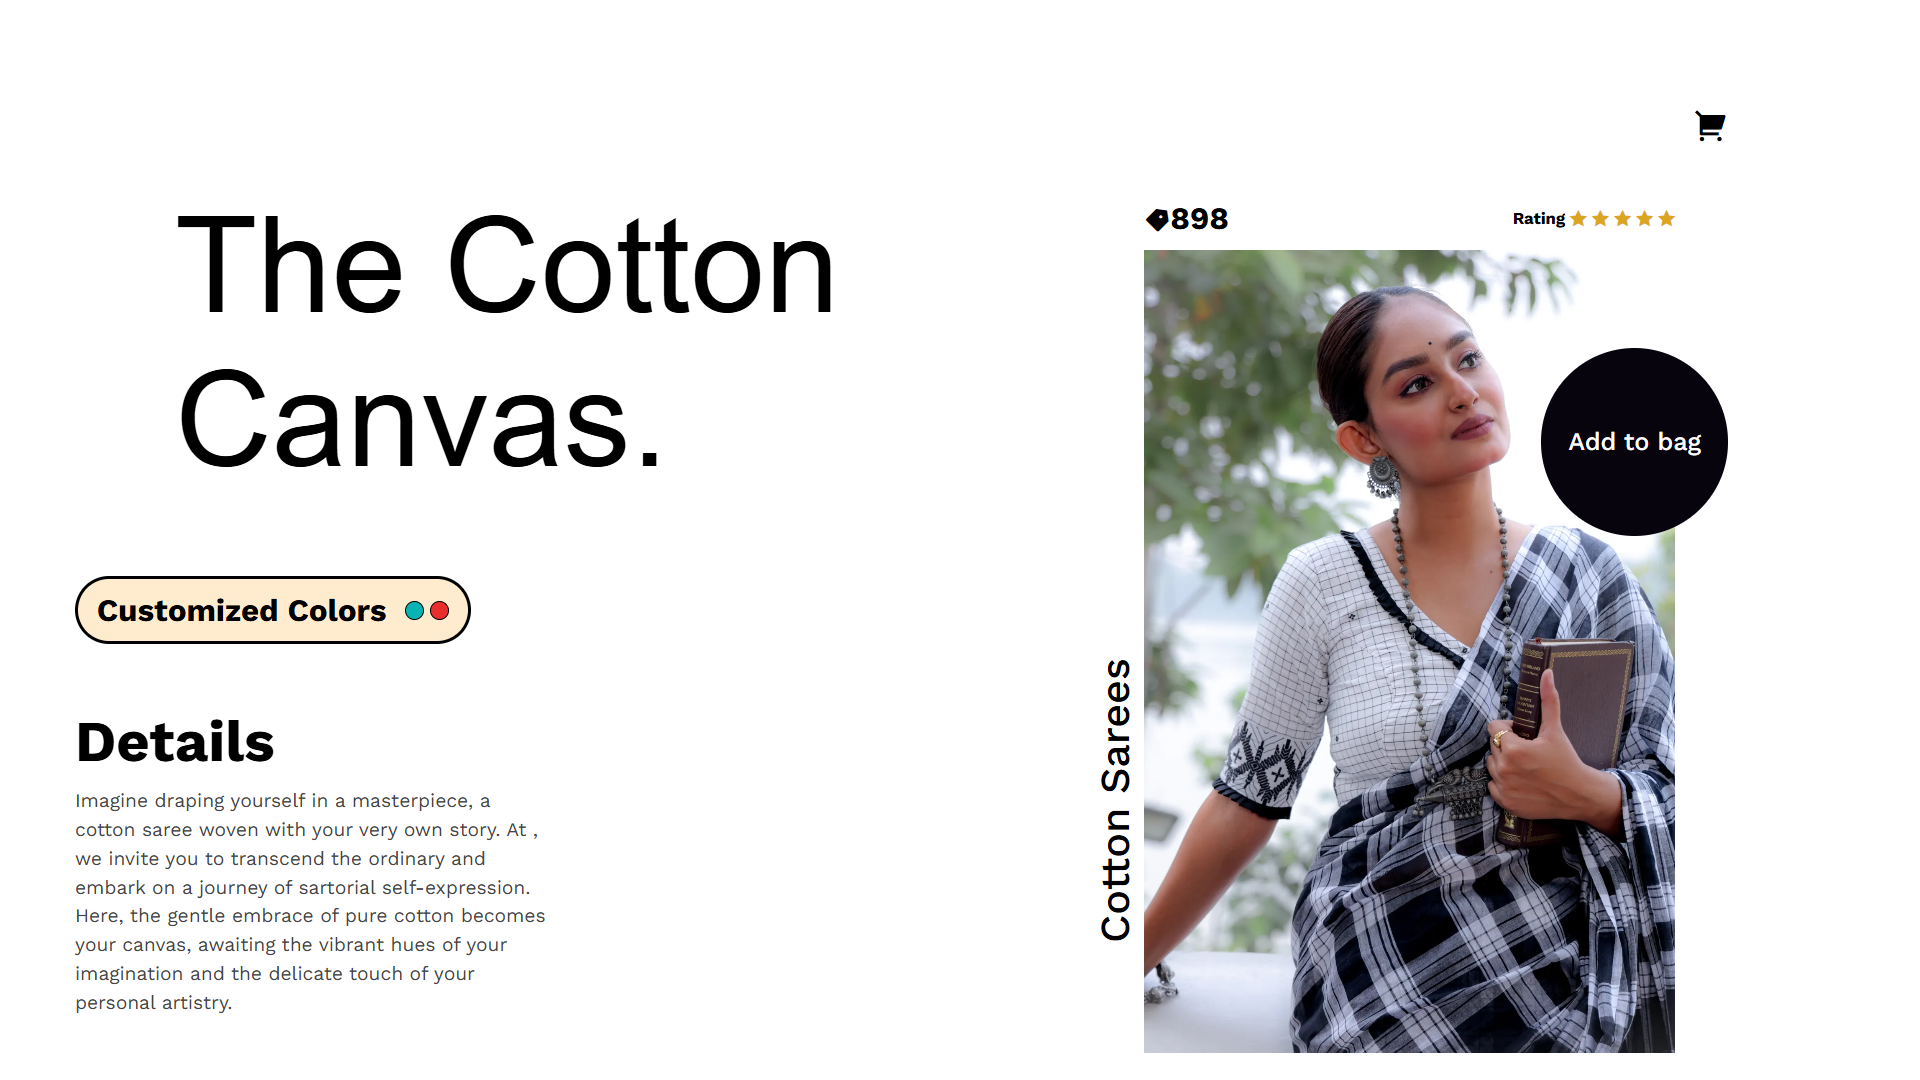 The Cotton
Canvas.
Customized Colors
Details
Imagine draping yourself in a masterpiece, a
cotton saree woven with your very own story. At ,
we invite you to transcend the ordinary and
embark on a journey of sartorial self-expression.
Here, the gentle embrace of pure cotton becomes
your canvas, awaiting the vibrant hues of your
imagination and the delicate touch of your
personal artistry.
898
Rating
Add to bag
Cotton Sarees